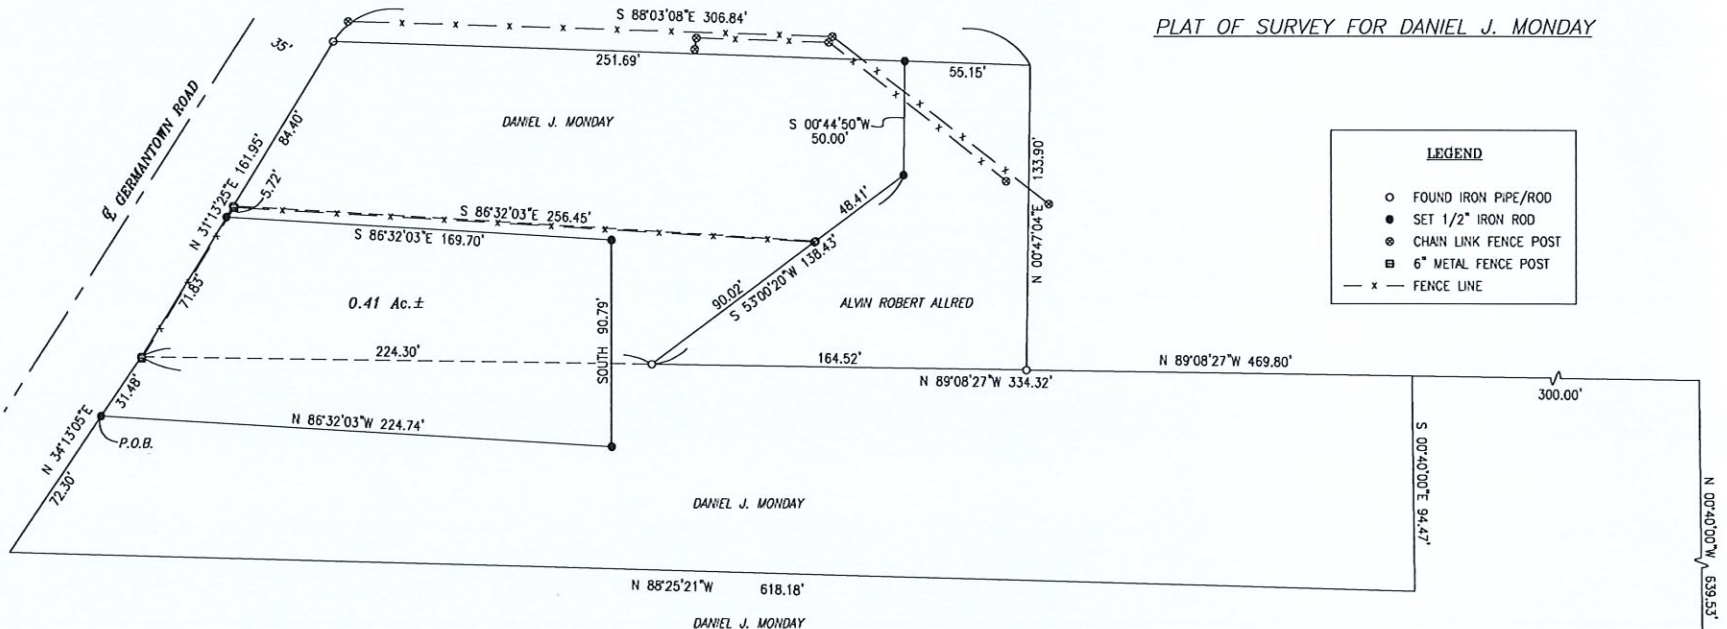 PLAT OF SURVEY FOR DANIEL J. MONDAY
S 88°03'08"E 306.84'
35'
251.69'
55.15'
℄ GERMANTOWN ROAD
84.40'
N 31°13'25"E 161.95'
5.72'
DANIEL J. MONDAY
S 00°44'50"W
50.00'
N 00°47'04"E 133.90'
48.41'
S 86°32'03"E 256.45'
S 86°32'03"E 169.70'
71.83'
0.41 Ac.±
SOUTH 90.79'
90.02'
S 53°00'20"W 138.43'
ALVIN ROBERT ALLRED
224.30'
164.52'
N 89°08'27"W 334.32'
N 89°08'27"W 469.80'
300.00'
LEGEND
FOUND IRON PIPE/ROD
SET 1/2" IRON ROD
CHAIN LINK FENCE POST
6" METAL FENCE POST
— x — FENCE LINE
31.48'
N 34°13'05"E
72.30'
P.O.B.
N 86°32'03"W 224.74'
S 00°40'00"E 94.47'
N 00°40'00"W 639.53'
DANIEL J. MONDAY
N 88°25'21"W 618.18'
DANIEL J. MONDAY